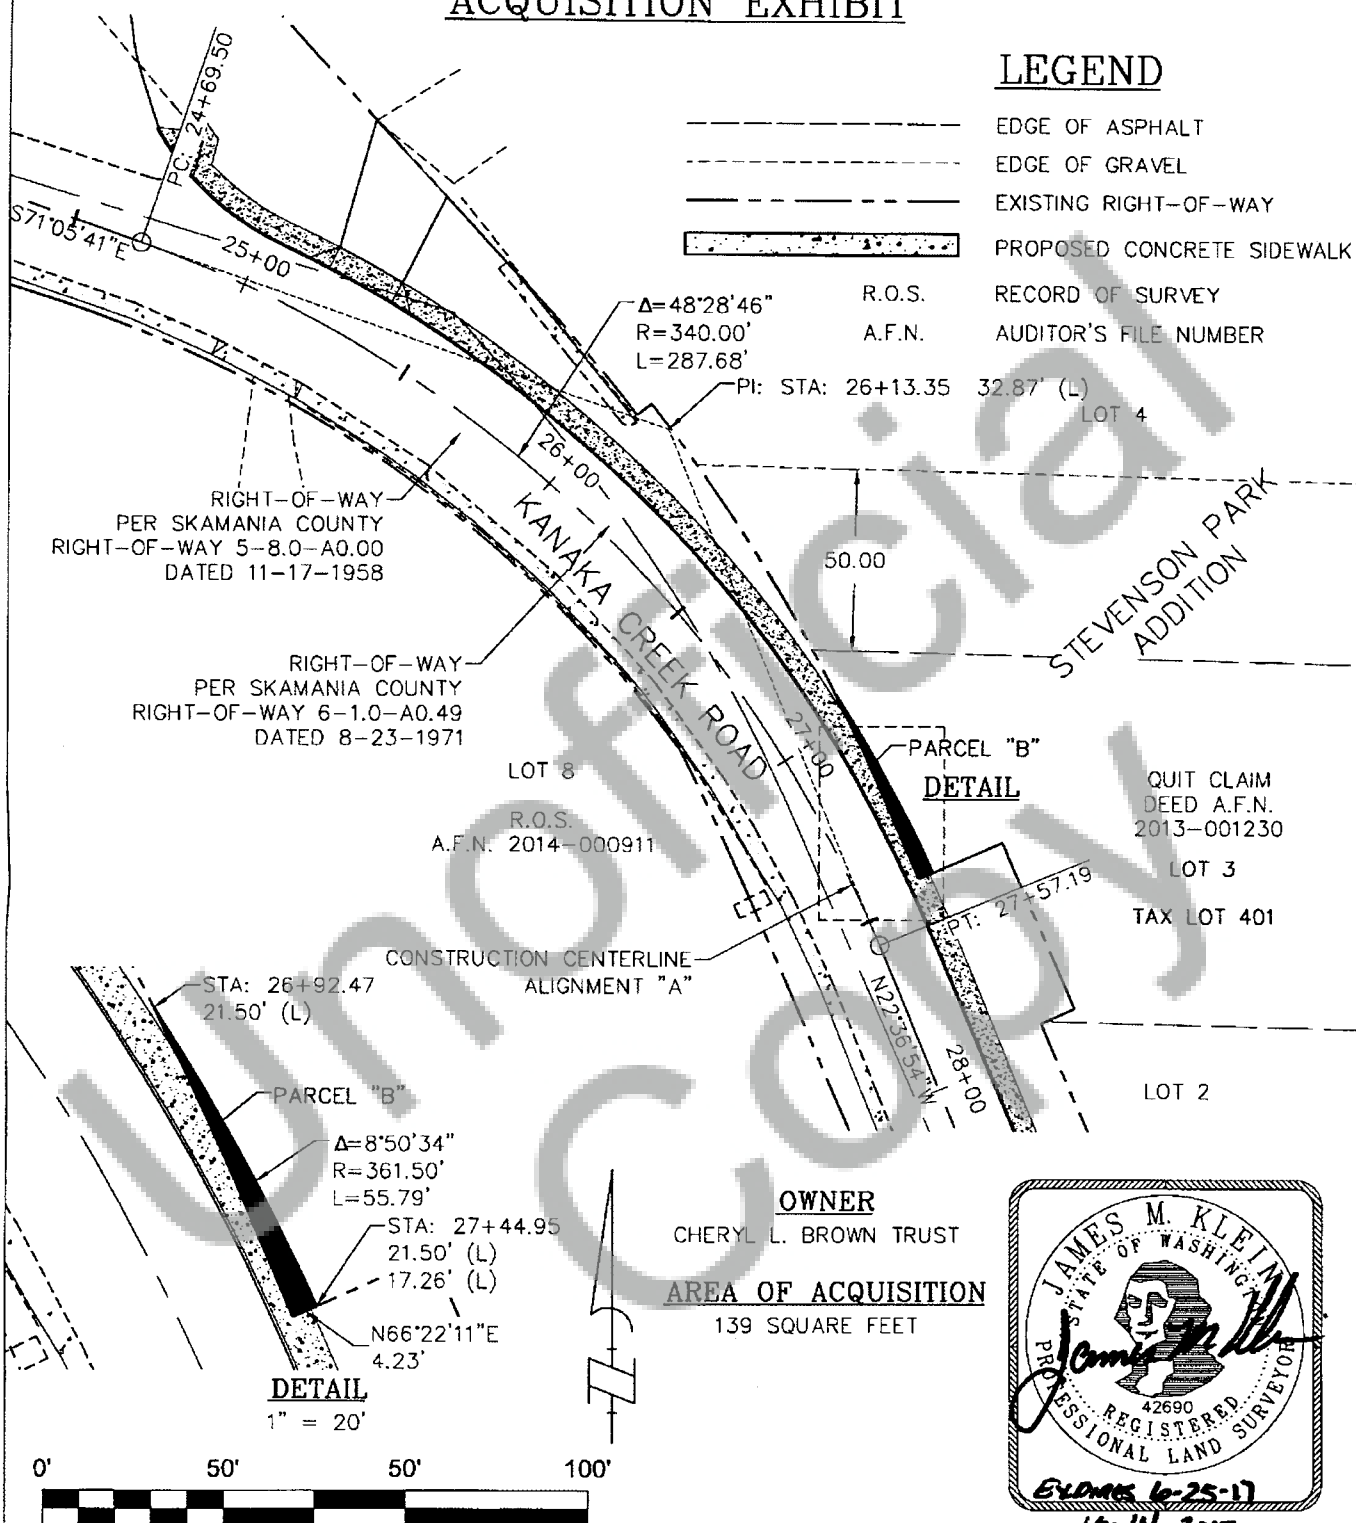 ACQUISITION EXHIBIT
LEGEND
EDGE OF ASPHALT
EDGE OF GRAVEL
EXISTING RIGHT-OF-WAY
PROPOSED CONCRETE SIDEWALK
R.O.S. RECORD OF SURVEY
A.F.N. AUDITOR'S FILE NUMBER
PC: 24+69.50
S71°05'41"E
25+00
Δ=48°28'46"
R=340.00'
L=287.68'
PI: STA: 26+13.35 32.87' (L)
LOT 4
26+00
RIGHT-OF-WAY
PER SKAMANIA COUNTY
RIGHT-OF-WAY 5-8.0-A0.00
DATED 11-17-1958
KANAKA CREEK ROAD
50.00
STEVENSON PARK
ADDITION
RIGHT-OF-WAY
PER SKAMANIA COUNTY
RIGHT-OF-WAY 6-1.0-A0.49
DATED 8-23-1971
27+00
PARCEL "B"
DETAIL
LOT 8
R.O.S.
A.F.N. 2014-000911
QUIT CLAIM
DEED A.F.N.
2013-001230
LOT 3
TAX LOT 401
PT: 27+57.19
CONSTRUCTION CENTERLINE
ALIGNMENT "A"
N22°36'54"W
28+00
LOT 2
STA: 26+92.47
21.50' (L)
PARCEL "B"
Δ=8°50'34"
R=361.50'
L=55.79'
STA: 27+44.95
21.50' (L)
17.26' (L)
N66°22'11"E
4.23'
DETAIL
1" = 20'
OWNER
CHERYL L. BROWN TRUST
AREA OF ACQUISITION
139 SQUARE FEET
JAMES M. KLEIM
STATE OF WASHINGTON
42690
REGISTERED
PROFESSIONAL LAND SURVEYOR
EXPIRES 6-25-17
0' 50' 50' 100'
Unofficial
Copy